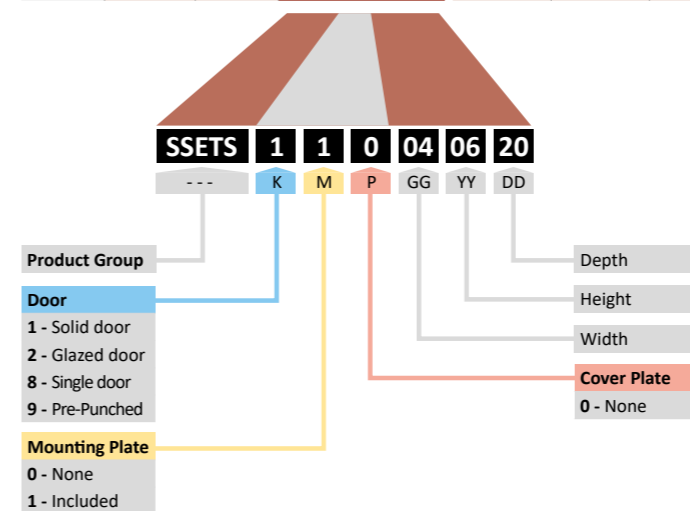 SSETS 1 1 0 04 06 20
--- K M P GG YY DD
Product Group
Door
1 - Solid door
2 - Glazed door
8 - Single door
9 - Pre-Punched
Mounting Plate
0 - None
1 - Included
Depth
Height
Width
Cover Plate
0 - None